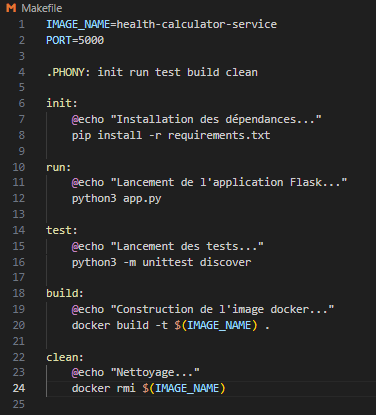 Makefile
1 IMAGE_NAME=health-calculator-service
2 PORT=5000
3
4 .PHONY: init run test build clean
5
6 init:
7     @echo "Installation des dépendances..."
8     pip install -r requirements.txt
9
10 run:
11     @echo "Lancement de l'application Flask..."
12     python3 app.py
13
14 test:
15     @echo "Lancement des tests..."
16     python3 -m unittest discover
17
18 build:
19     @echo "Construction de l'image docker..."
20     docker build -t $(IMAGE_NAME) .
21
22 clean:
23     @echo "Nettoyage..."
24     docker rmi $(IMAGE_NAME)
25